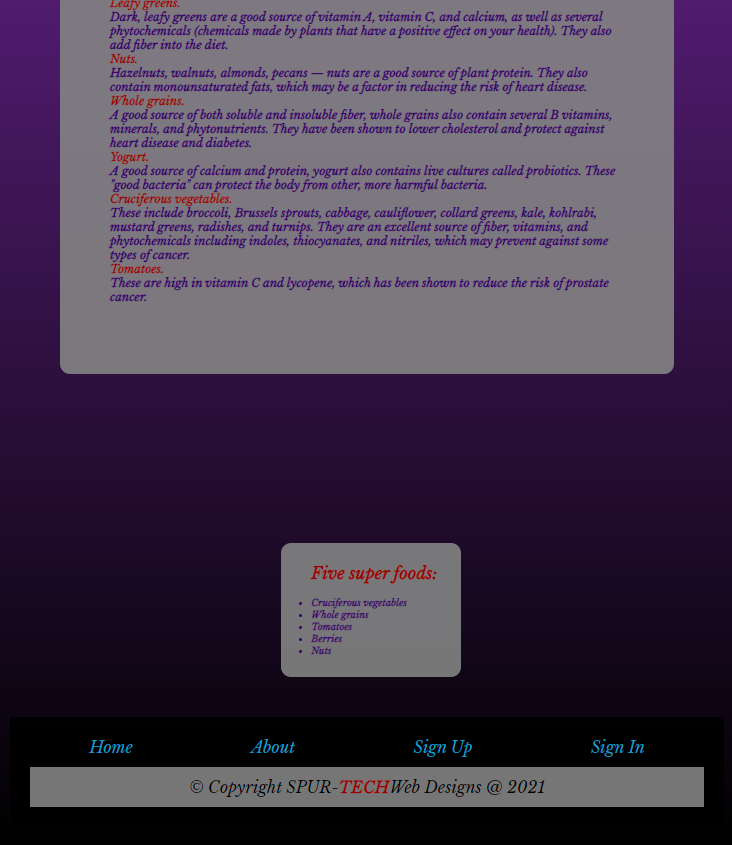 Leafy greens.
Dark, leafy greens are a good source of vitamin A, vitamin C, and calcium, as well as several
phytochemicals (chemicals made by plants that have a positive effect on your health). They also
add fiber into the diet.
Nuts.
Hazelnuts, walnuts, almonds, pecans — nuts are a good source of plant protein. They also
contain monounsaturated fats, which may be a factor in reducing the risk of heart disease.
Whole grains.
A good source of both soluble and insoluble fiber, whole grains also contain several B vitamins,
minerals, and phytonutrients. They have been shown to lower cholesterol and protect against
heart disease and diabetes.
Yogurt.
A good source of calcium and protein, yogurt also contains live cultures called probiotics. These
"good bacteria" can protect the body from other, more harmful bacteria.
Cruciferous vegetables.
These include broccoli, Brussels sprouts, cabbage, cauliflower, collard greens, kale, kohlrabi,
mustard greens, radishes, and turnips. They are an excellent source of fiber, vitamins, and
phytochemicals including indoles, thiocyanates, and nitriles, which may prevent against some
types of cancer.
Tomatoes.
These are high in vitamin C and lycopene, which has been shown to reduce the risk of prostate
cancer.
Five super foods:
• Cruciferous vegetables
• Whole grains
• Tomatoes
• Berries
• Nuts
Home About Sign Up Sign In
© Copyright SPUR-TECHWeb Designs @ 2021